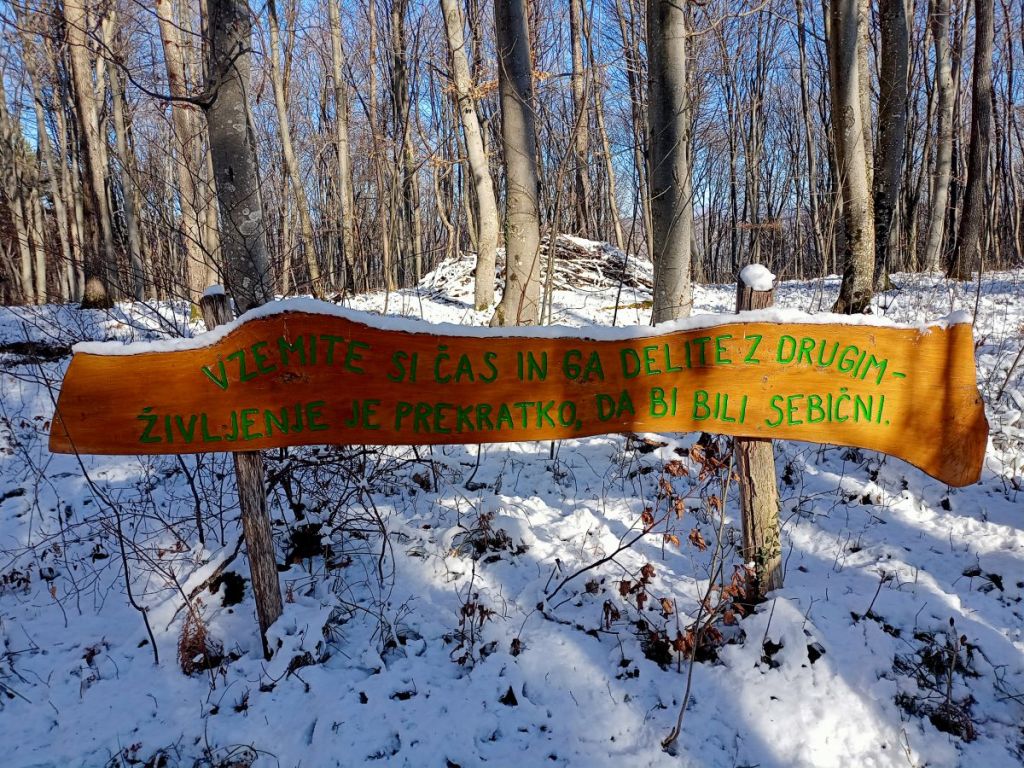 VZEMITE SI ČAS IN GA DELITE Z DRUGIM-
ŽIVLJENJE JE PREKRATKO, DA BI BILI SEBIČNI.